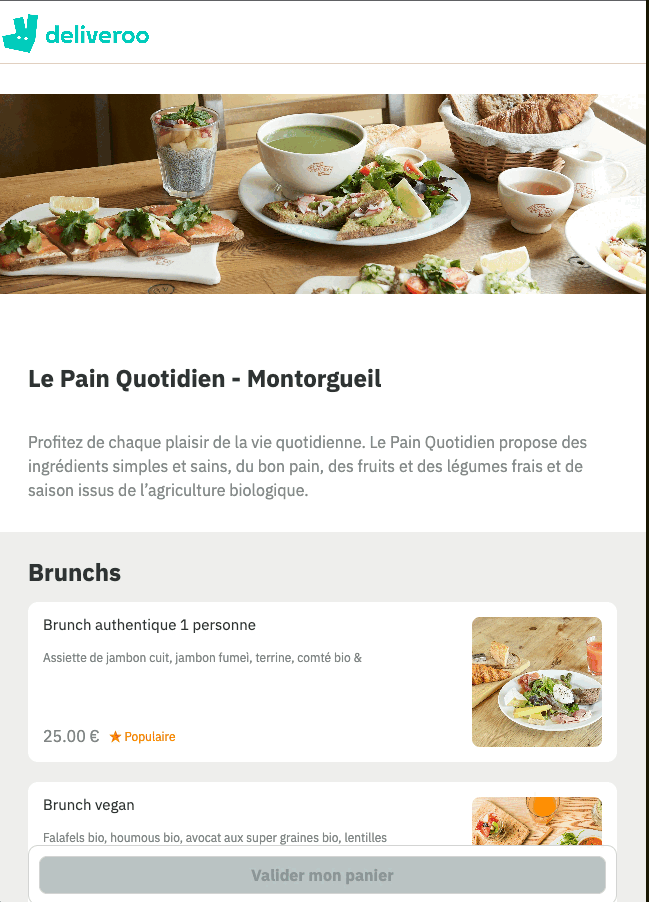 deliveroo
Le Pain Quotidien - Montorgueil
Profitez de chaque plaisir de la vie quotidienne. Le Pain Quotidien propose des
ingrédients simples et sains, du bon pain, des fruits et des légumes frais et de
saison issus de l’agriculture biologique.
Brunchs
Brunch authentique 1 personne
Assiette de jambon cuit, jambon fumeì, terrine, comté bio &
25.00 € ★ Populaire
Brunch vegan
Falafels bio, houmous bio, avocat aux super graines bio, lentilles
Valider mon panier